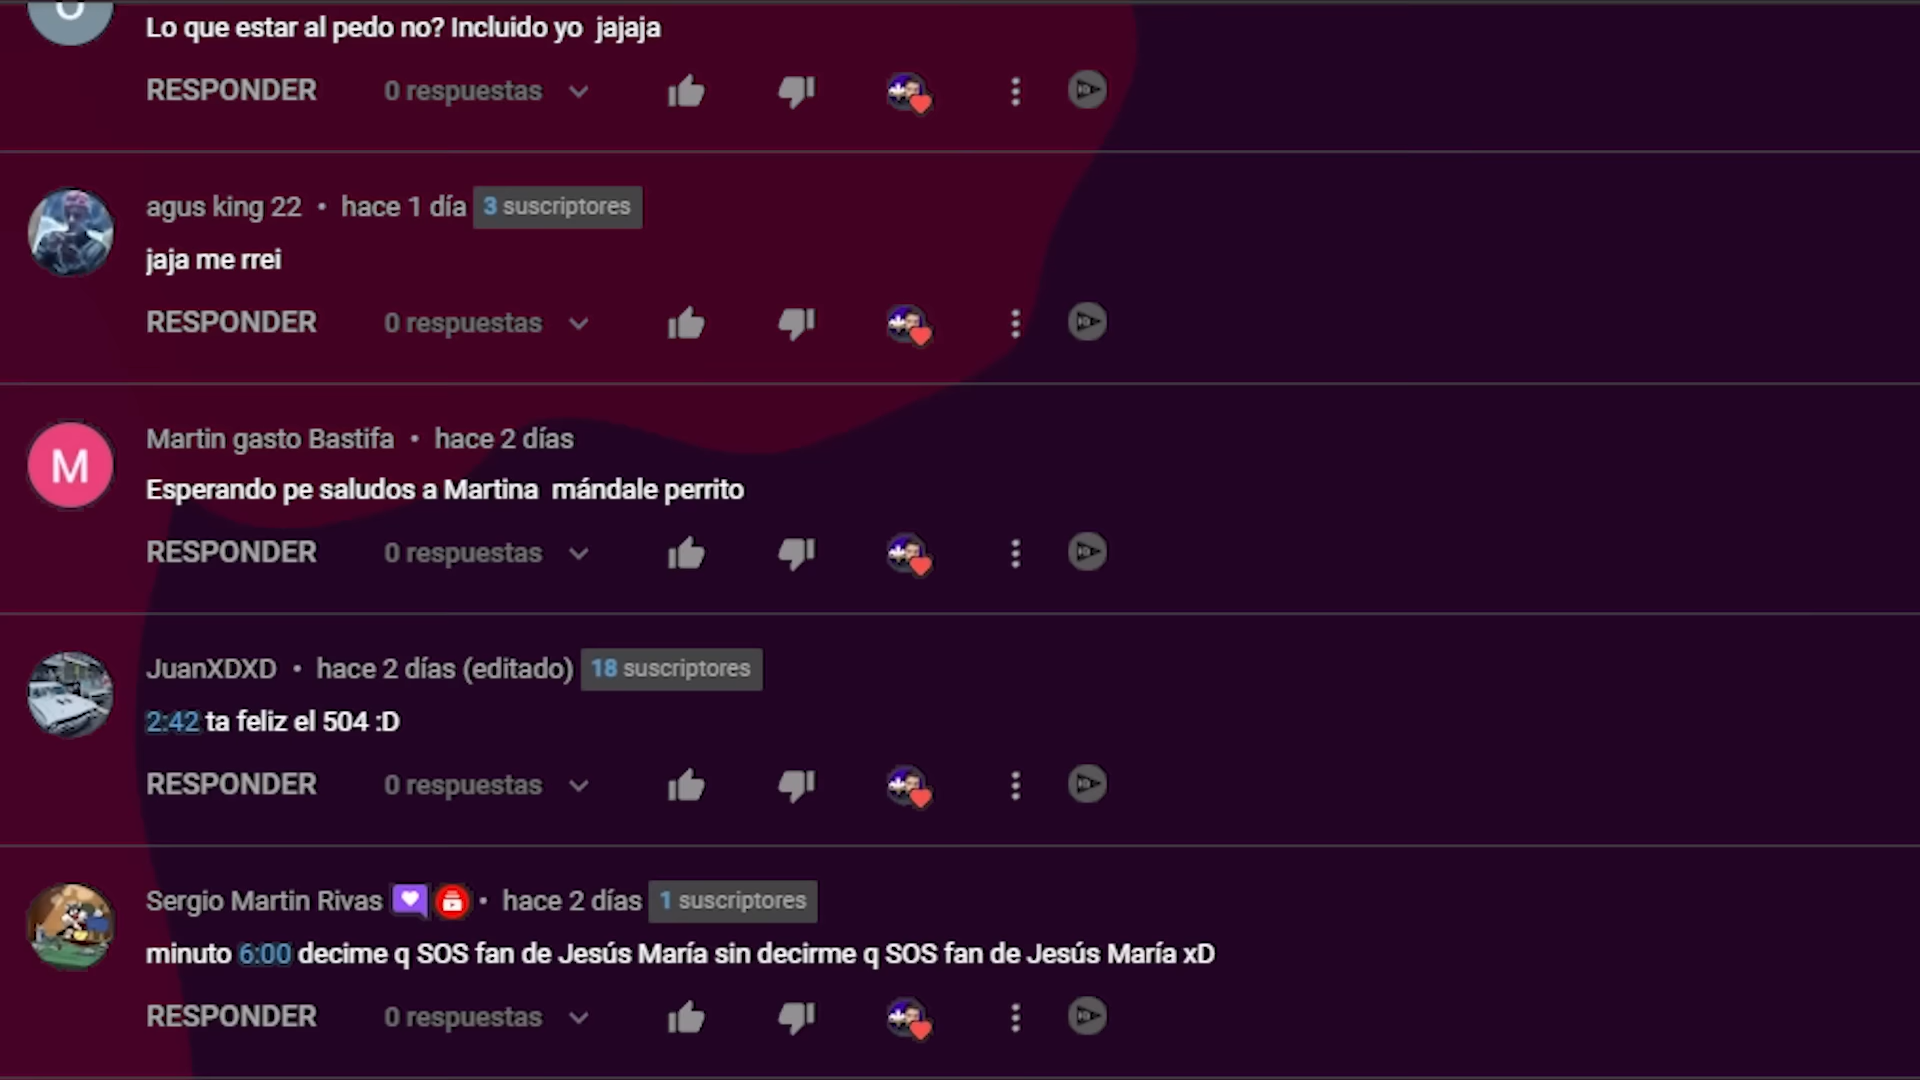 Lo que estar al pedo no? Incluido yo jajaja
RESPONDER 0 respuestas
agus king 22 • hace 1 día 3 suscriptores
jaja me rrei
RESPONDER 0 respuestas
M
Martin gasto Bastifa • hace 2 días
Esperando pe saludos a Martina mándale perrito
RESPONDER 0 respuestas
JuanXDXD • hace 2 días (editado) 18 suscriptores
2:42 ta feliz el 504 :D
RESPONDER 0 respuestas
Sergio Martin Rivas • hace 2 días 1 suscriptores
minuto 6:00 decime q SOS fan de Jesús María sin decirme q SOS fan de Jesús María xD
RESPONDER 0 respuestas